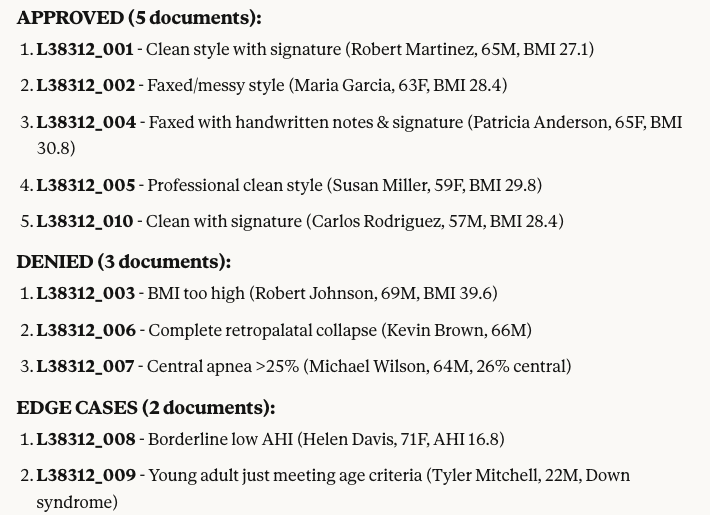 APPROVED (5 documents):
1. L38312_001 - Clean style with signature (Robert Martinez, 65M, BMI 27.1)
2. L38312_002 - Faxed/messy style (Maria Garcia, 63F, BMI 28.4)
3. L38312_004 - Faxed with handwritten notes & signature (Patricia Anderson, 65F, BMI
30.8)
4. L38312_005 - Professional clean style (Susan Miller, 59F, BMI 29.8)
5. L38312_010 - Clean with signature (Carlos Rodriguez, 57M, BMI 28.4)
DENIED (3 documents):
1. L38312_003 - BMI too high (Robert Johnson, 69M, BMI 39.6)
2. L38312_006 - Complete retropalatal collapse (Kevin Brown, 66M)
3. L38312_007 - Central apnea >25% (Michael Wilson, 64M, 26% central)
EDGE CASES (2 documents):
1. L38312_008 - Borderline low AHI (Helen Davis, 71F, AHI 16.8)
2. L38312_009 - Young adult just meeting age criteria (Tyler Mitchell, 22M, Down
syndrome)